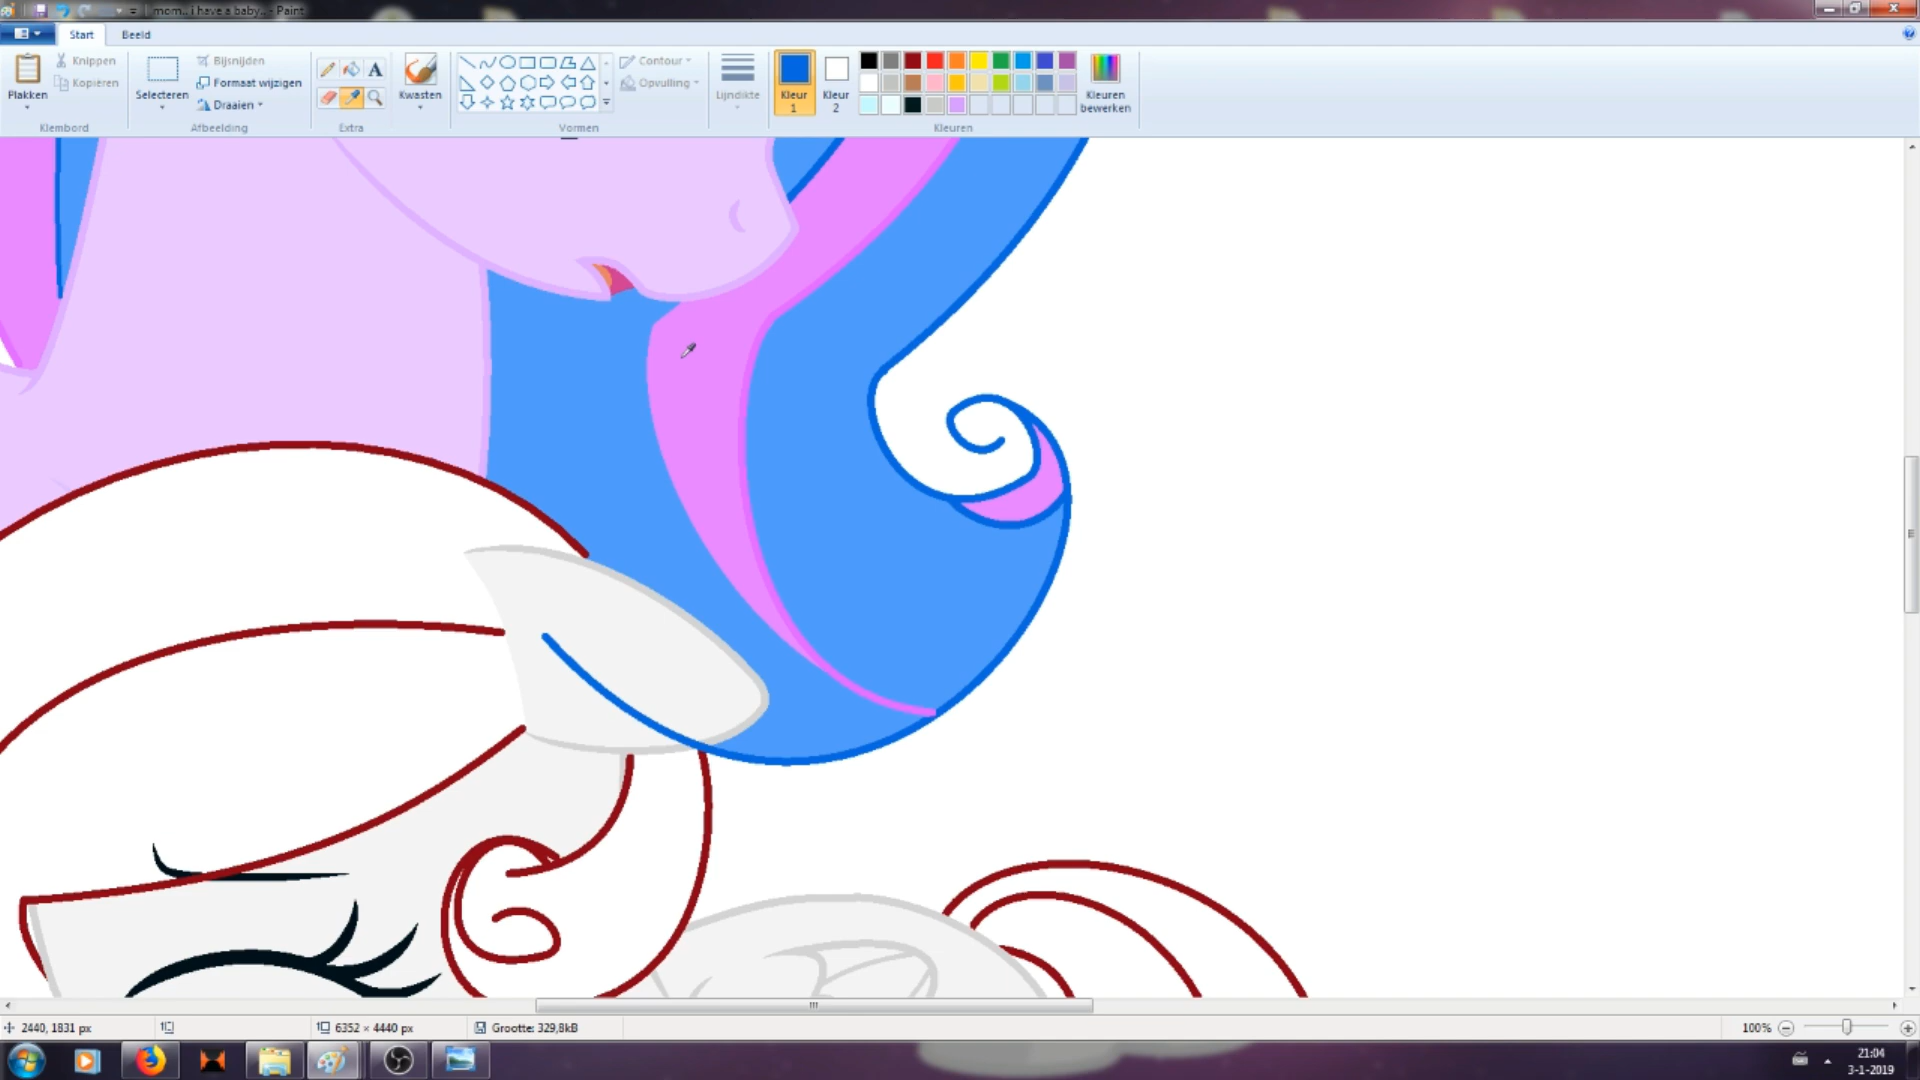 mom.. i have a baby.. - Paint
Start Beeld
Plakken
Knippen
Kopiëren
Klembord
Selecteren
Bijsnijden
Formaat wijzigen
Draaien
Afbeelding
A
Extra
Kwasten
Contour
Opvulling
Vormen
Lijndikte
Kleur 1
Kleur 2
Kleuren bewerken
Kleuren
2440, 1831 px
6352 × 4440 px
Grootte: 329,8kB
100%
21:04
3-1-2019